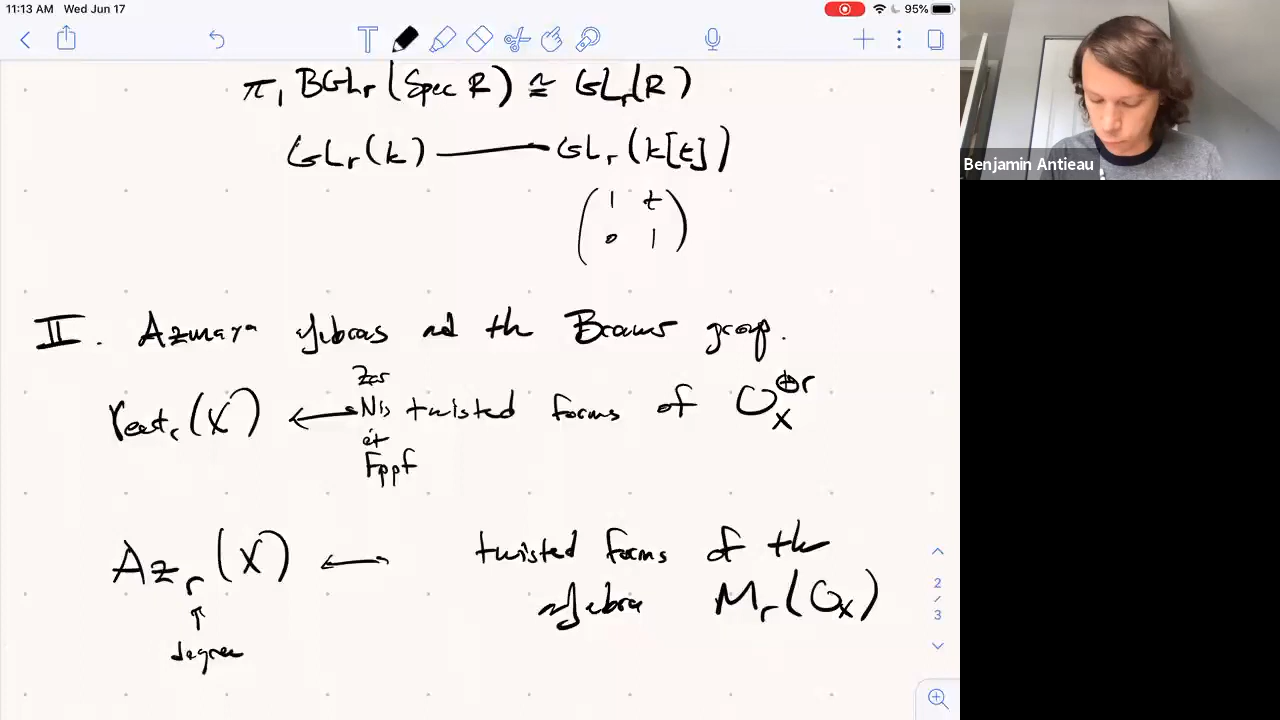 11:13 AM Wed Jun 17
95%
π₁ BGLᵣ(Spec R) ≅ GLᵣ(R)
GLᵣ(k) —— GLᵣ(k[t])
( 1 t
0 1 )
Benjamin Antieau
II. Azumaya algebras and the Brauer group.
Zar
Vectᵣ(X) ⟵ Nis twisted forms of O_X^{⊕r}
ét
Fppf
Azᵣ(X) ⟵ twisted forms of the
↑ algebra Mᵣ(O_X)
degree
2
/
3